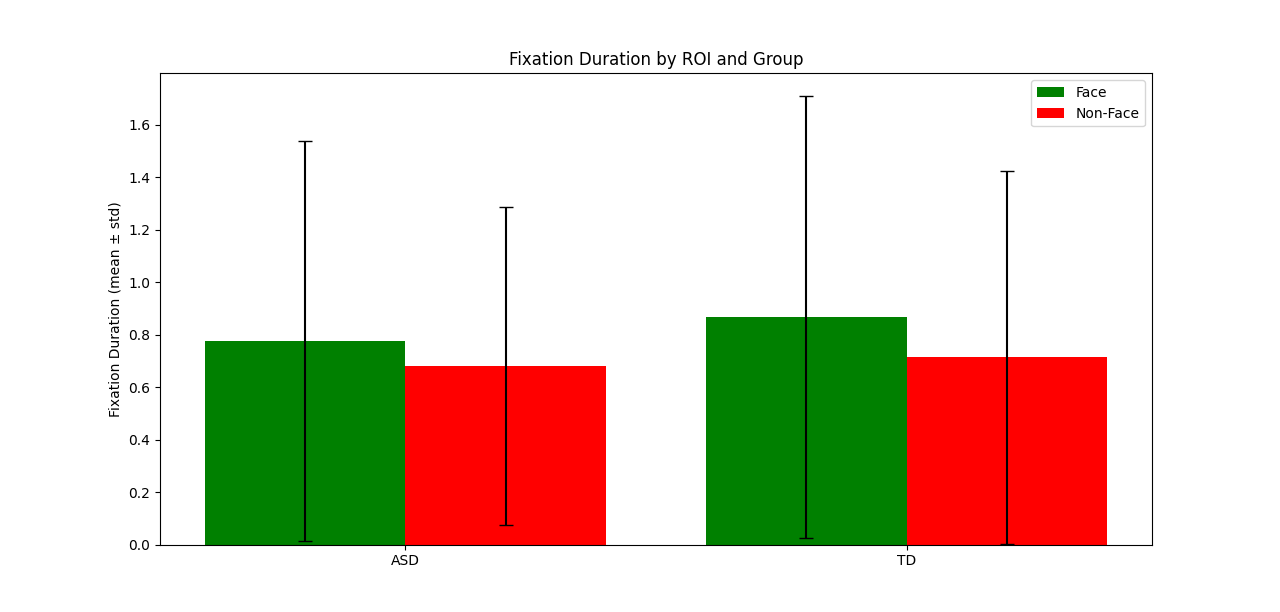 Fixation Duration by ROI and Group
Face
Non-Face
Fixation Duration (mean ± std)
1.6
1.4
1.2
1.0
0.8
0.6
0.4
0.2
0.0
ASD
TD